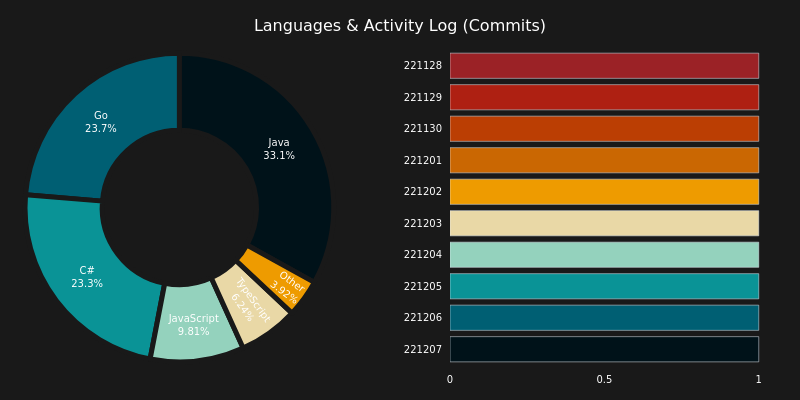 Languages & Activity Log (Commits)
Java
33.1%
Go
23.7%
C#
23.3%
JavaScript
9.81%
TypeScript
6.24%
Other
3.92%
221128
221129
221130
221201
221202
221203
221204
221205
221206
221207
0
0.5
1